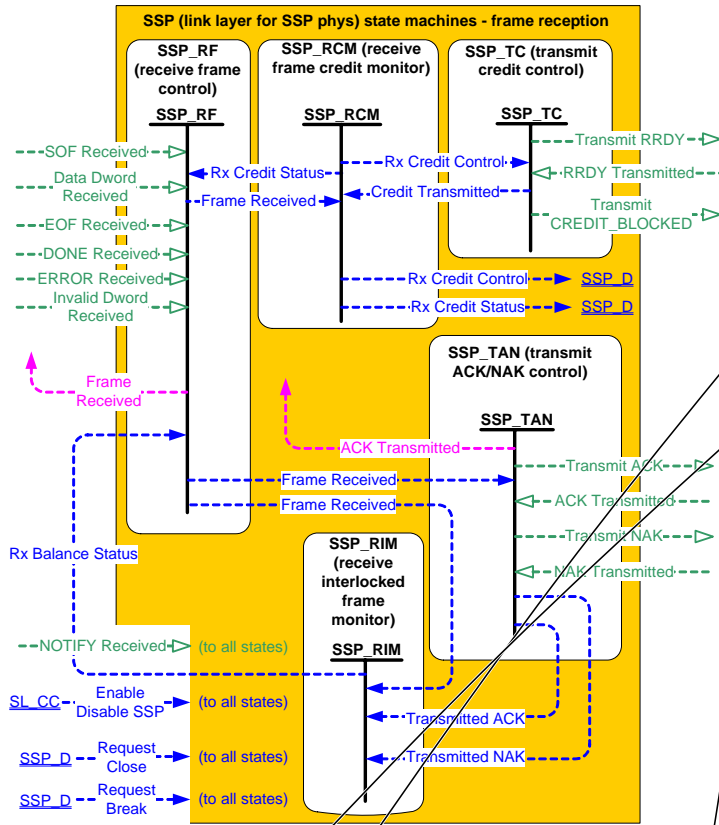 SSP (link layer for SSP phys) state machines - frame reception
SSP_RF
(receive frame
control)
SSP_RF
SSP_RCM (receive
frame credit monitor)
SSP_RCM
SSP_TC (transmit
credit control)
SSP_TC
SOF Received
Data Dword
Received
EOF Received
DONE Received
ERROR Received
Invalid Dword
Received
Rx Credit Status
Frame Received
Rx Credit Control
Credit Transmitted
Transmit RRDY
RRDY Transmitted
Transmit
CREDIT_BLOCKED
Rx Credit Control
SSP_D
Rx Credit Status
SSP_D
Frame
Received
SSP_TAN (transmit
ACK/NAK control)
SSP_TAN
ACK Transmitted
Transmit ACK
Frame Received
ACK Transmitted
Frame Received
Transmit NAK
NAK Transmitted
Rx Balance Status
SSP_RIM
(receive
interlocked
frame
monitor)
SSP_RIM
NOTIFY Received
(to all states)
SL_CC
Enable
Disable SSP
(to all states)
Transmitted ACK
SSP_D
Request
Close
(to all states)
Transmitted NAK
SSP_D
Request
Break
(to all states)